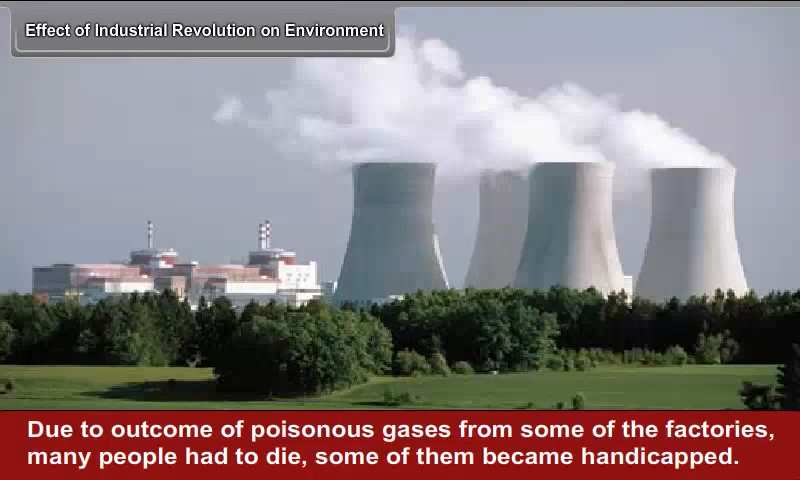 Effect of Industrial Revolution on Environment
Due to outcome of poisonous gases from some of the factories,
many people had to die, some of them became handicapped.